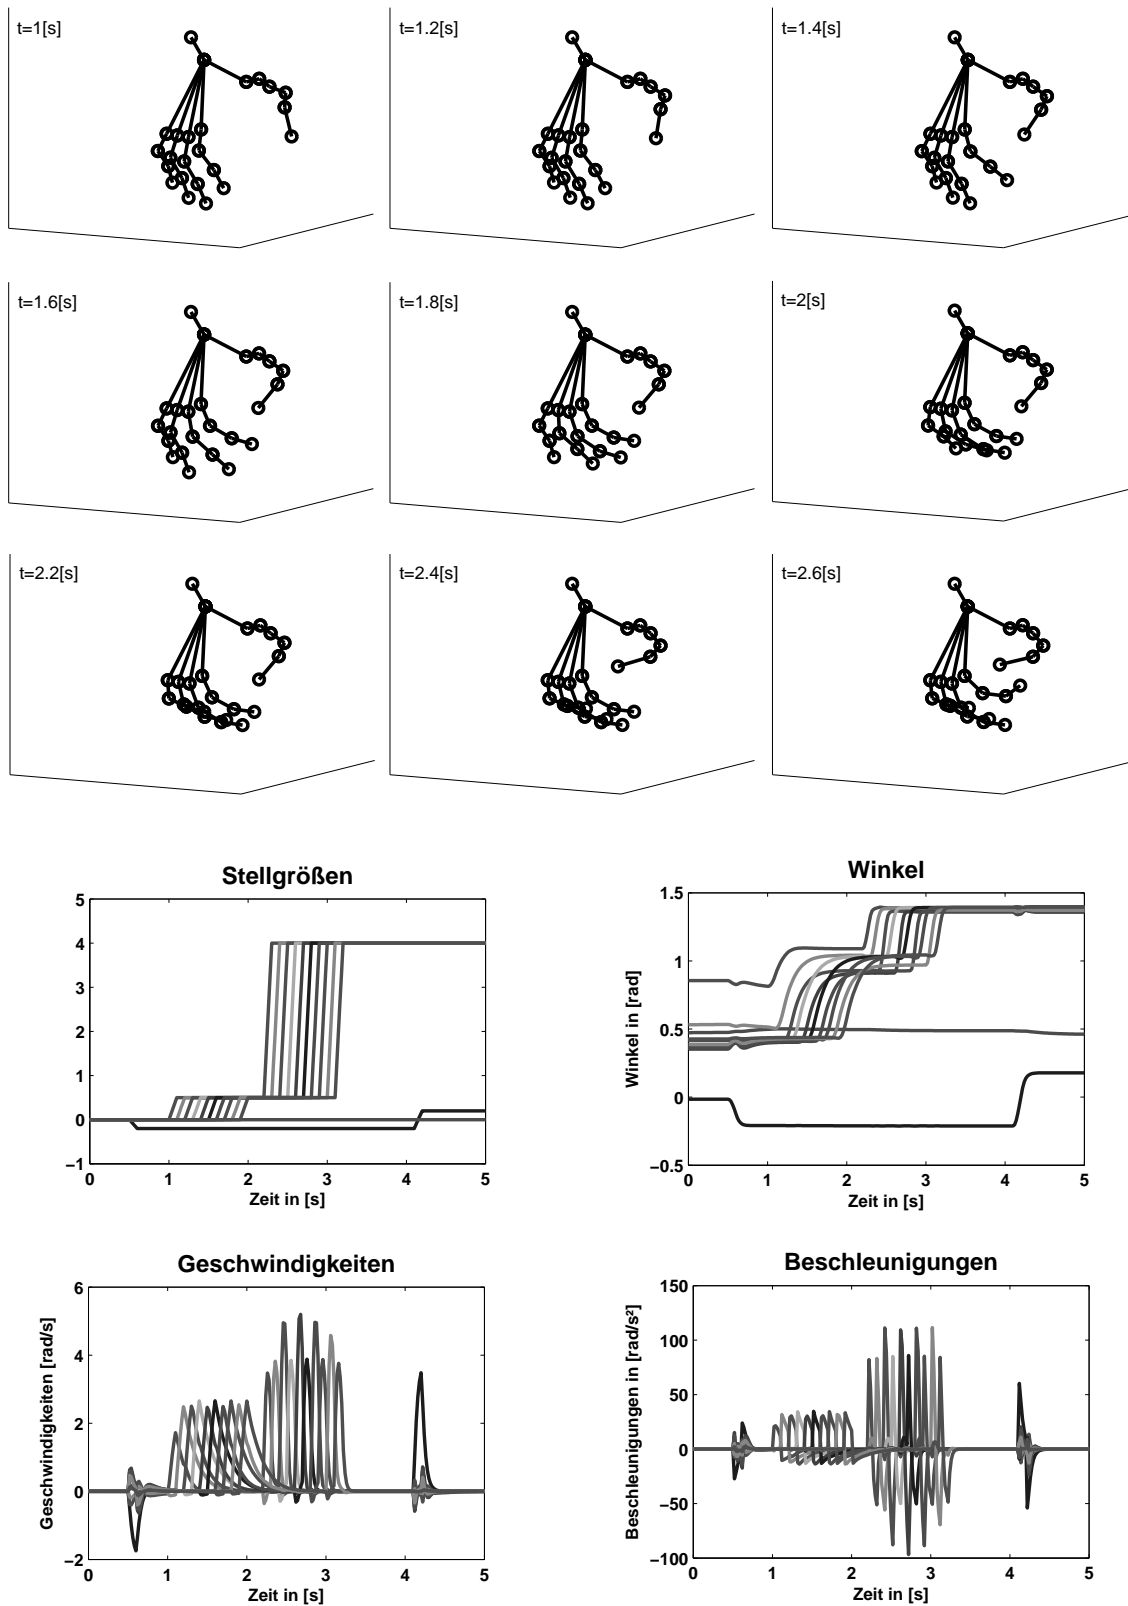 t=1[s]
t=1.2[s]
t=1.4[s]
t=1.6[s]
t=1.8[s]
t=2[s]
t=2.2[s]
t=2.4[s]
t=2.6[s]
Stellgrößen
5
4
3
2
1
0
−1
0 1 2 3 4 5
Zeit in [s]
Winkel
Winkel in [rad]
1.5
1
0.5
0
−0.5
0 1 2 3 4 5
Zeit in [s]
Geschwindigkeiten
Geschwindigkeiten [rad/s]
6
4
2
0
−2
0 1 2 3 4 5
Zeit in [s]
Beschleunigungen
Beschleunigungen in [rad/s²]
150
100
50
0
−50
−100
0 1 2 3 4 5
Zeit in [s]